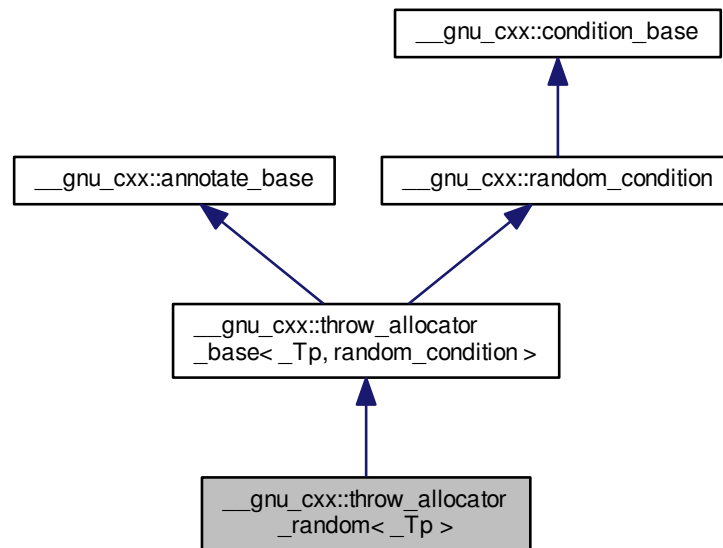 __gnu_cxx::condition_base
__gnu_cxx::annotate_base
__gnu_cxx::random_condition
__gnu_cxx::throw_allocator
_base< _Tp, random_condition >
__gnu_cxx::throw_allocator
_random< _Tp >